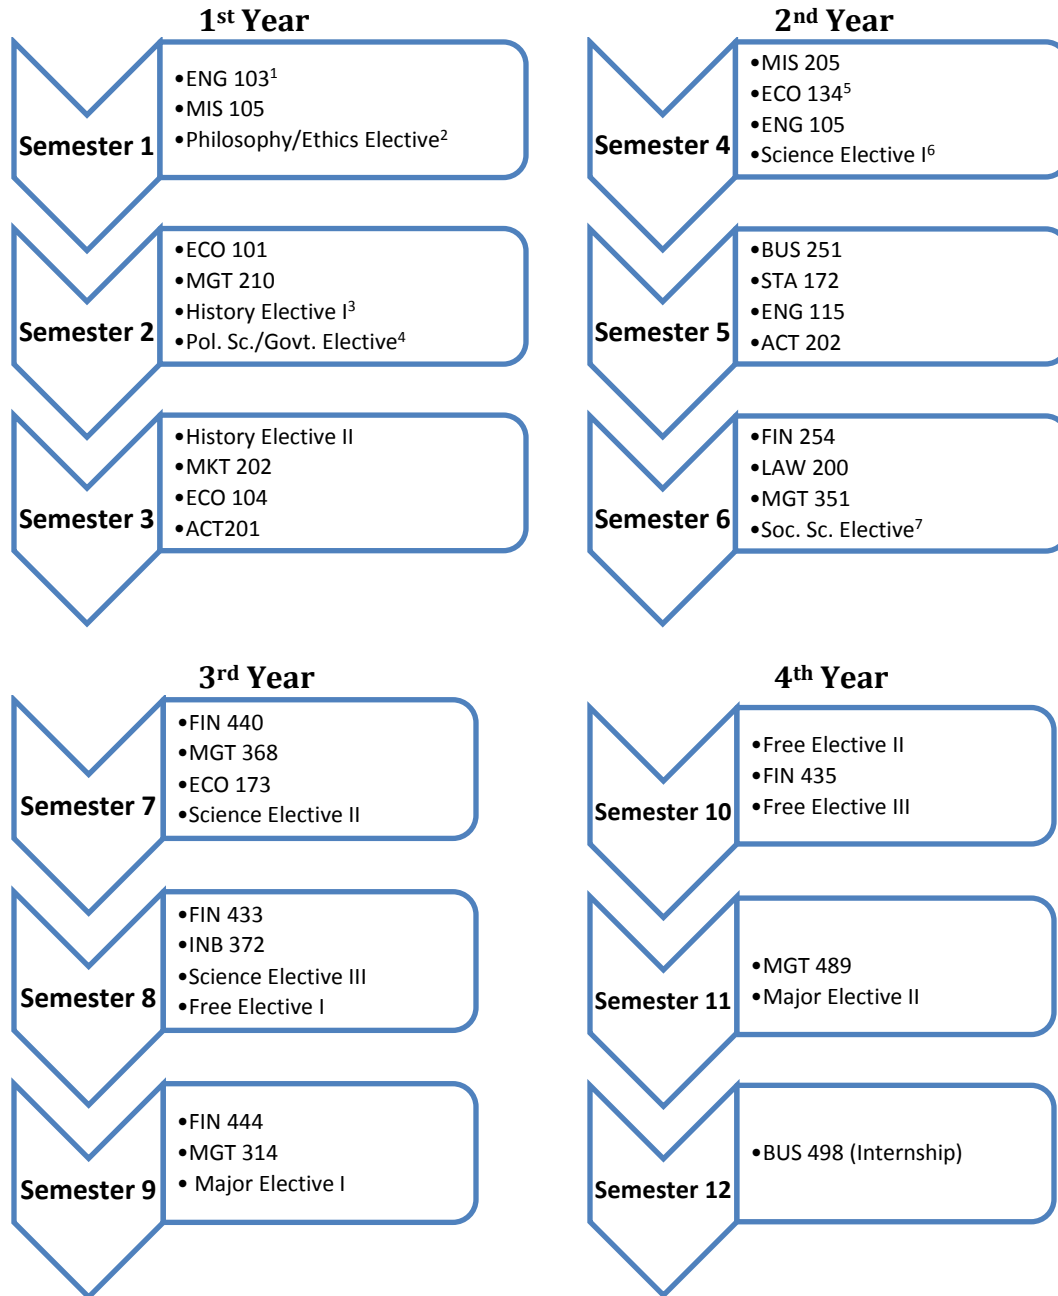 1st Year
Semester 1
•ENG 103¹
•MIS 105
•Philosophy/Ethics Elective²
Semester 2
•ECO 101
•MGT 210
•History Elective I³
•Pol. Sc./Govt. Elective⁴
Semester 3
•History Elective II
•MKT 202
•ECO 104
•ACT201
2nd Year
Semester 4
•MIS 205
•ECO 134⁵
•ENG 105
•Science Elective I⁶
Semester 5
•BUS 251
•STA 172
•ENG 115
•ACT 202
Semester 6
•FIN 254
•LAW 200
•MGT 351
•Soc. Sc. Elective⁷
3rd Year
Semester 7
•FIN 440
•MGT 368
•ECO 173
•Science Elective II
Semester 8
•FIN 433
•INB 372
•Science Elective III
•Free Elective I
Semester 9
•FIN 444
•MGT 314
• Major Elective I
4th Year
Semester 10
•Free Elective II
•FIN 435
•Free Elective III
Semester 11
•MGT 489
•Major Elective II
Semester 12
•BUS 498 (Internship)